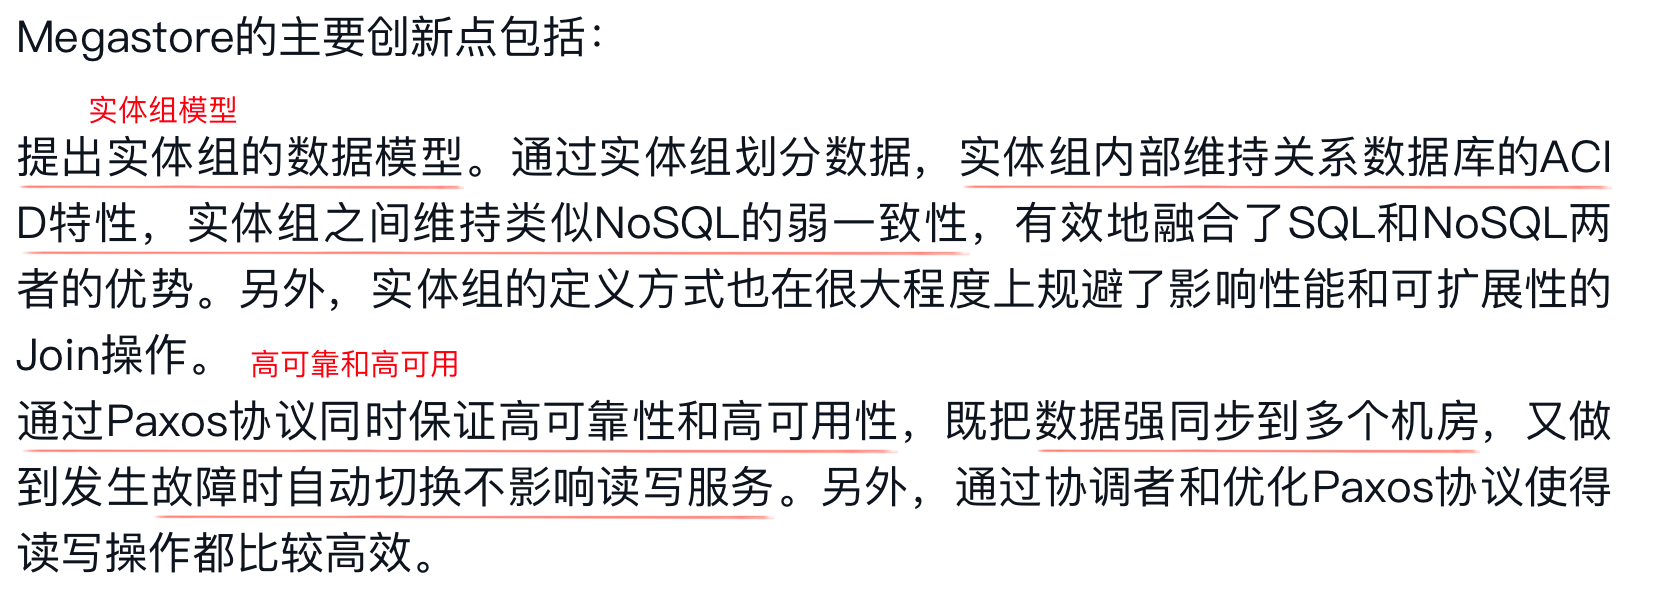 Megastore的主要创新点包括：
实体组模型
提出实体组的数据模型。通过实体组划分数据，实体组内部维持关系数据库的ACI
D特性，实体组之间维持类似NoSQL的弱一致性，有效地融合了SQL和NoSQL两
者的优势。另外，实体组的定义方式也在很大程度上规避了影响性能和可扩展性的
Join操作。
高可靠和高可用
通过Paxos协议同时保证高可靠性和高可用性，既把数据强同步到多个机房，又做
到发生故障时自动切换不影响读写服务。另外，通过协调者和优化Paxos协议使得
读写操作都比较高效。